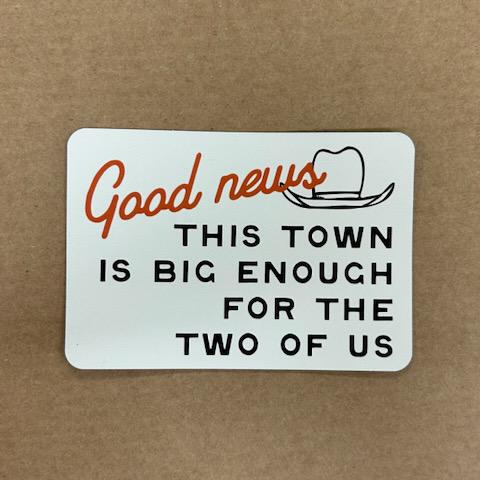 Good news
THIS TOWN
IS BIG ENOUGH
FOR THE
TWO OF US